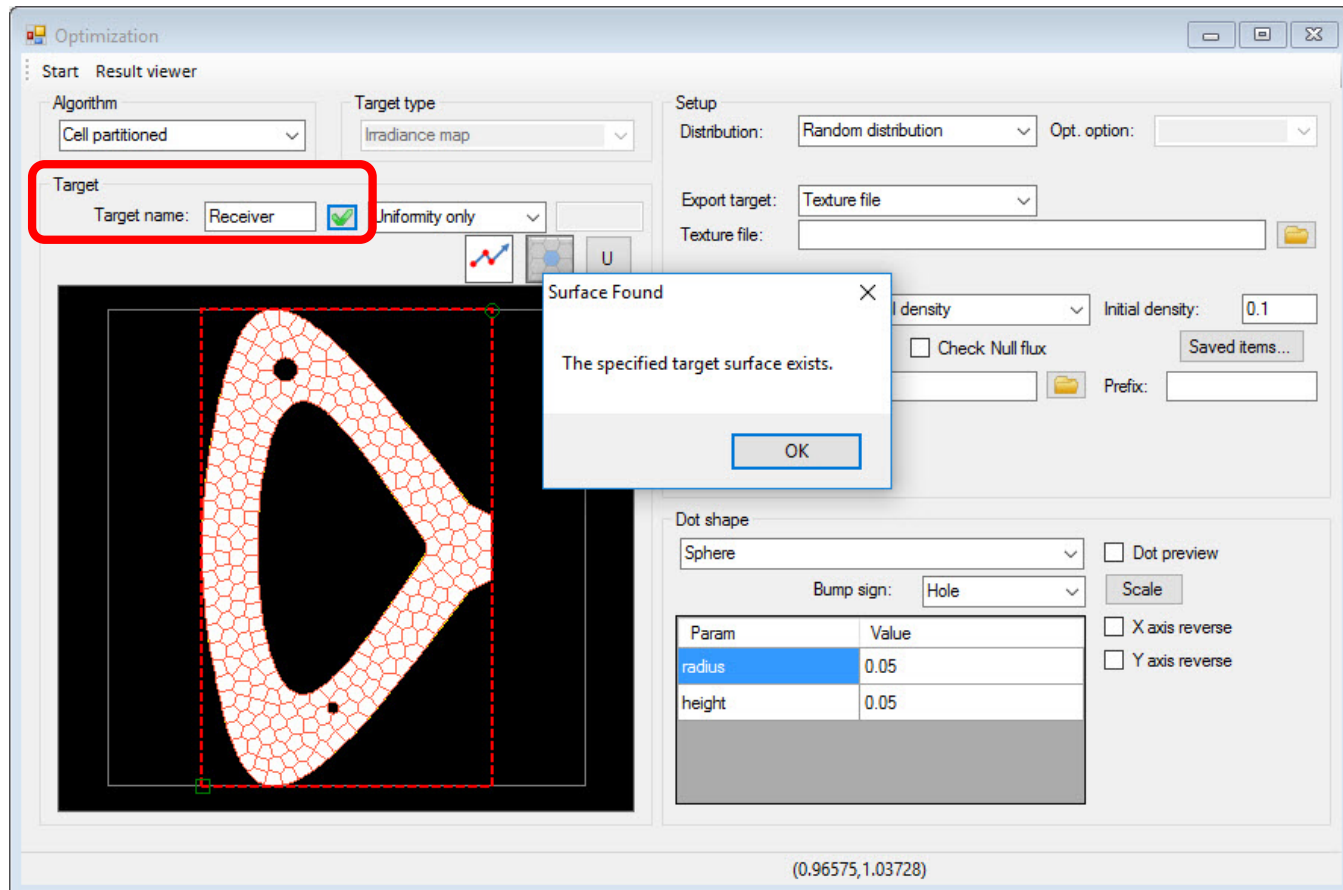 Optimization
Start Result viewer
Algorithm
Cell partitioned
Target type
Irradiance map
Target
Target name: Receiver Uniformity only
U
Setup
Distribution: Random distribution Opt. option:
Export target: Texture file
Texture file:
Surface Found
The specified target surface exists.
OK
density Initial density: 0.1
Check Null flux Saved items...
Prefix:
Dot shape
Sphere Dot preview
Bump sign: Hole Scale
Param Value X axis reverse
radius 0.05 Y axis reverse
height 0.05
(0.96575,1.03728)